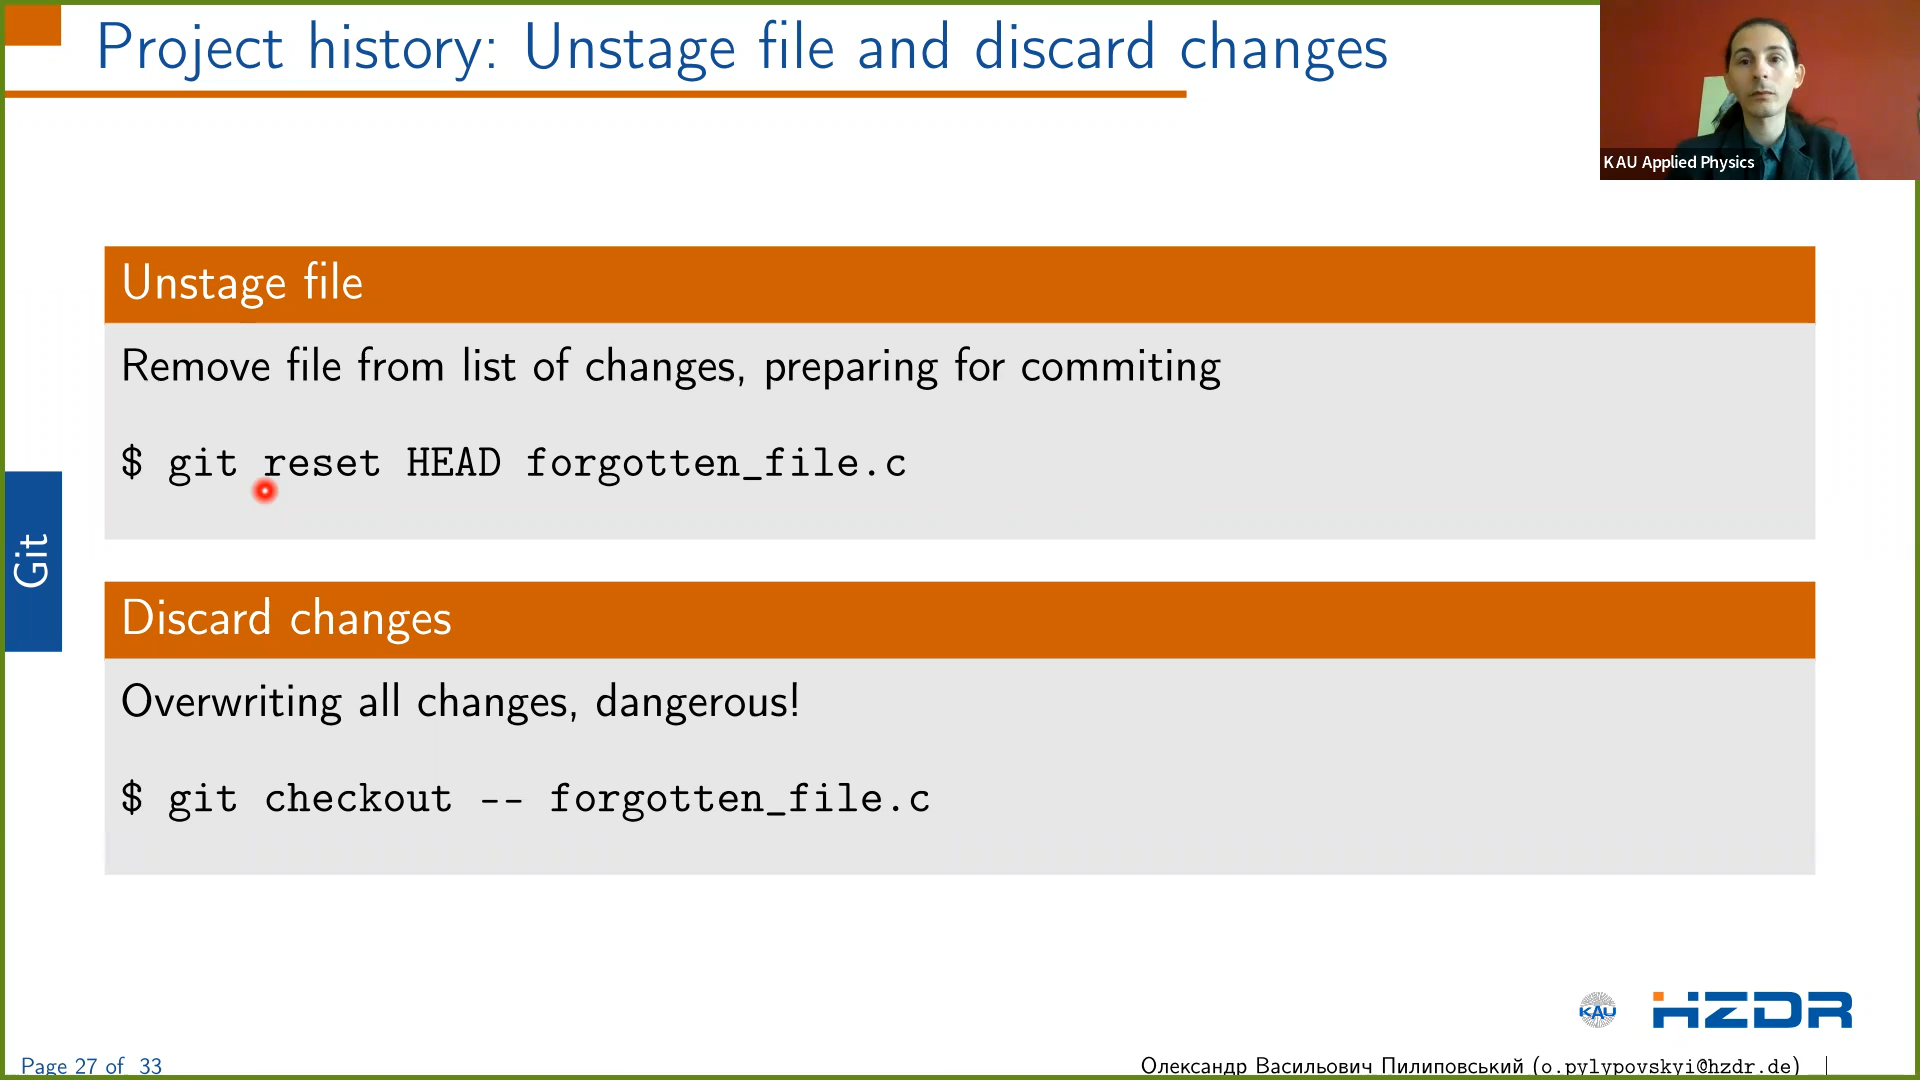 Project history: Unstage file and discard changes
KAU Applied Physics
Unstage file
Remove file from list of changes, preparing for commiting
$ git reset HEAD forgotten_file.c
Git
Discard changes
Overwriting all changes, dangerous!
$ git checkout -- forgotten_file.c
KAU
HZDR
Page 27 of 33
Олександр Васильович Пилиповський (o.pylypovskyi@hzdr.de) |